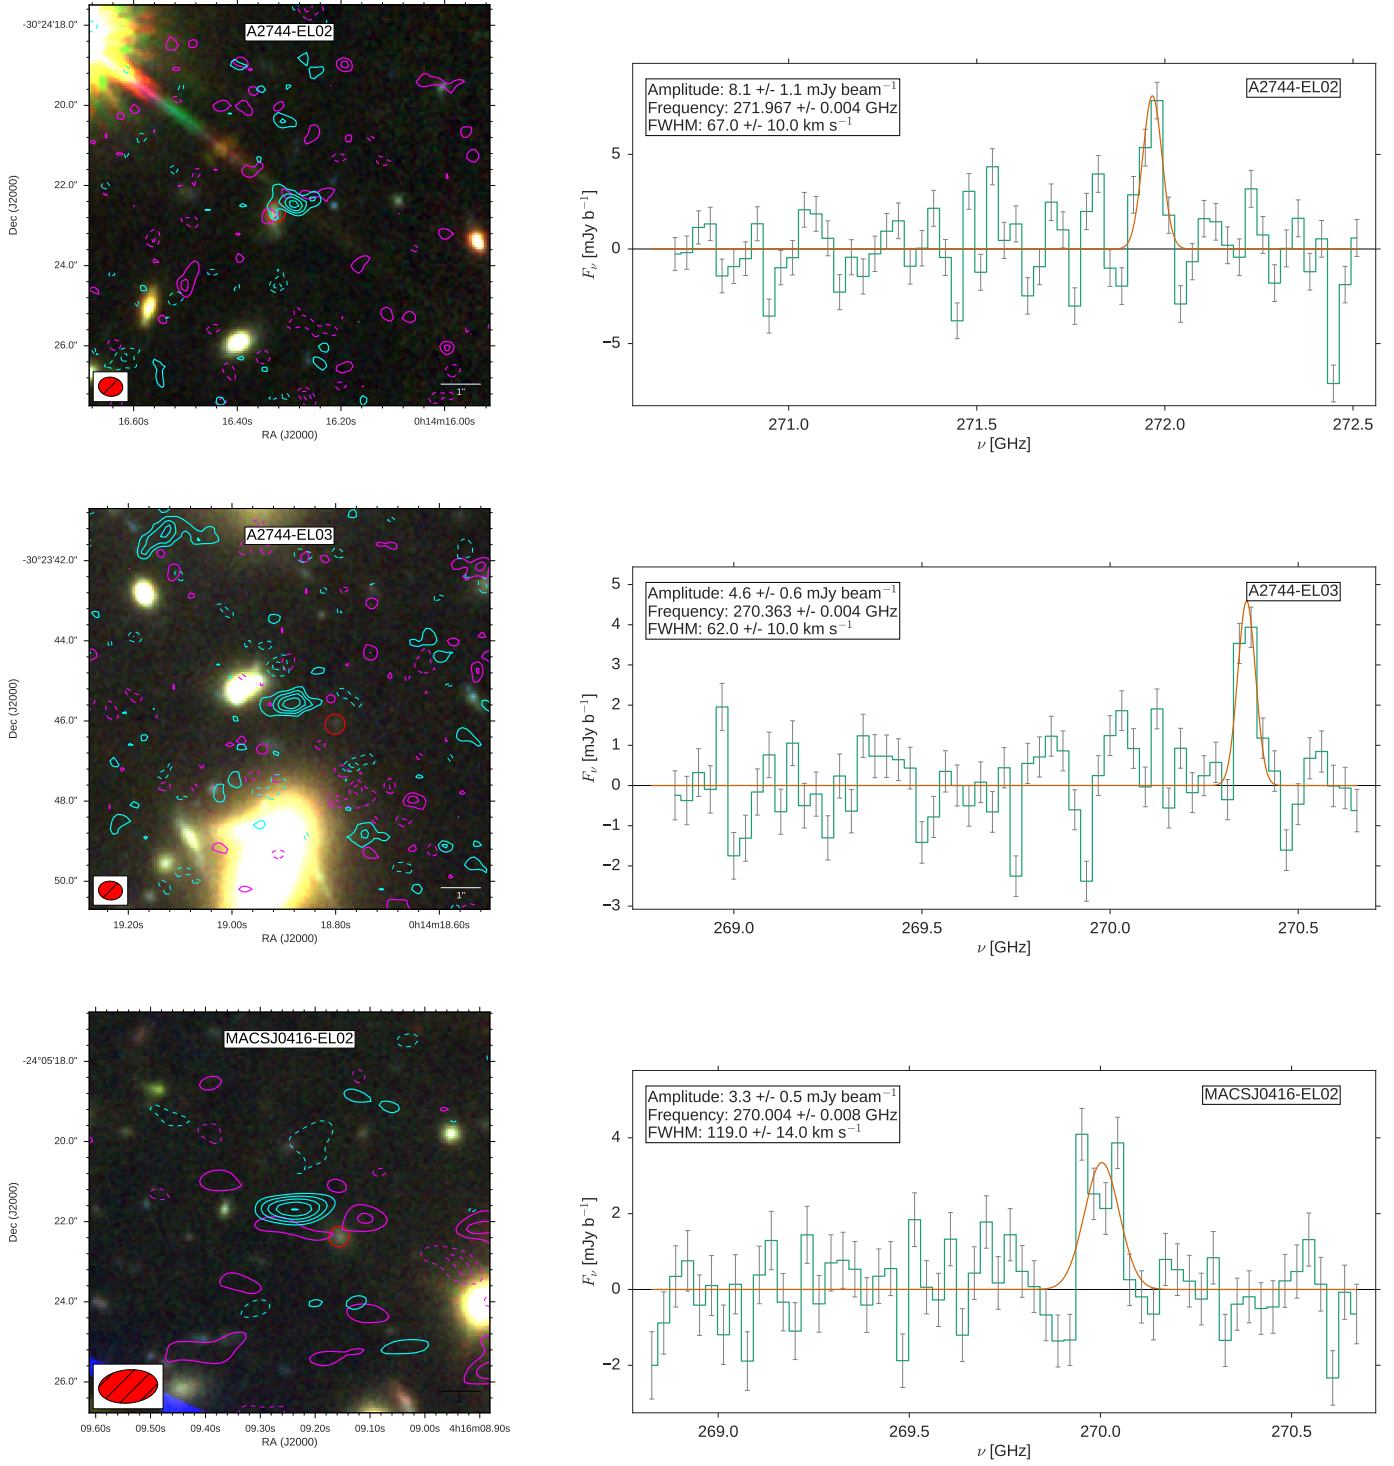 A2744-EL02
-30°24'18.0"
20.0"
22.0"
24.0"
26.0"
Dec (J2000)
1"
16.60s
16.40s
16.20s
0h14m16.00s
RA (J2000)
Amplitude: 8.1 +/- 1.1 mJy beam−1
Frequency: 271.967 +/- 0.004 GHz
FWHM: 67.0 +/- 10.0 km s−1
A2744-EL02
5
0
−5
Fν [mJy b−1]
271.0
271.5
272.0
272.5
ν [GHz]
A2744-EL03
-30°23'42.0"
44.0"
46.0"
48.0"
50.0"
Dec (J2000)
1"
19.20s
19.00s
18.80s
0h14m18.60s
RA (J2000)
Amplitude: 4.6 +/- 0.6 mJy beam−1
Frequency: 270.363 +/- 0.004 GHz
FWHM: 62.0 +/- 10.0 km s−1
A2744-EL03
5
4
3
2
1
0
−1
−2
−3
Fν [mJy b−1]
269.0
269.5
270.0
270.5
ν [GHz]
MACSJ0416-EL02
-24°05'18.0"
20.0"
22.0"
24.0"
26.0"
Dec (J2000)
1"
09.60s
09.50s
09.40s
09.30s
09.20s
09.10s
09.00s
4h16m08.90s
RA (J2000)
Amplitude: 3.3 +/- 0.5 mJy beam−1
Frequency: 270.004 +/- 0.008 GHz
FWHM: 119.0 +/- 14.0 km s−1
MACSJ0416-EL02
4
2
0
−2
Fν [mJy b−1]
269.0
269.5
270.0
270.5
ν [GHz]